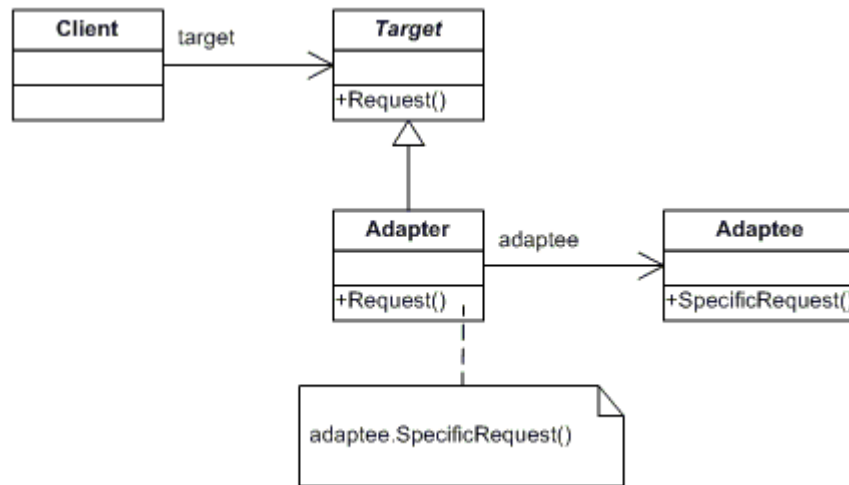 Client
target
Target
+Request()
Adapter
adaptee
Adaptee
+Request()
+SpecificRequest()
adaptee.SpecificRequest()